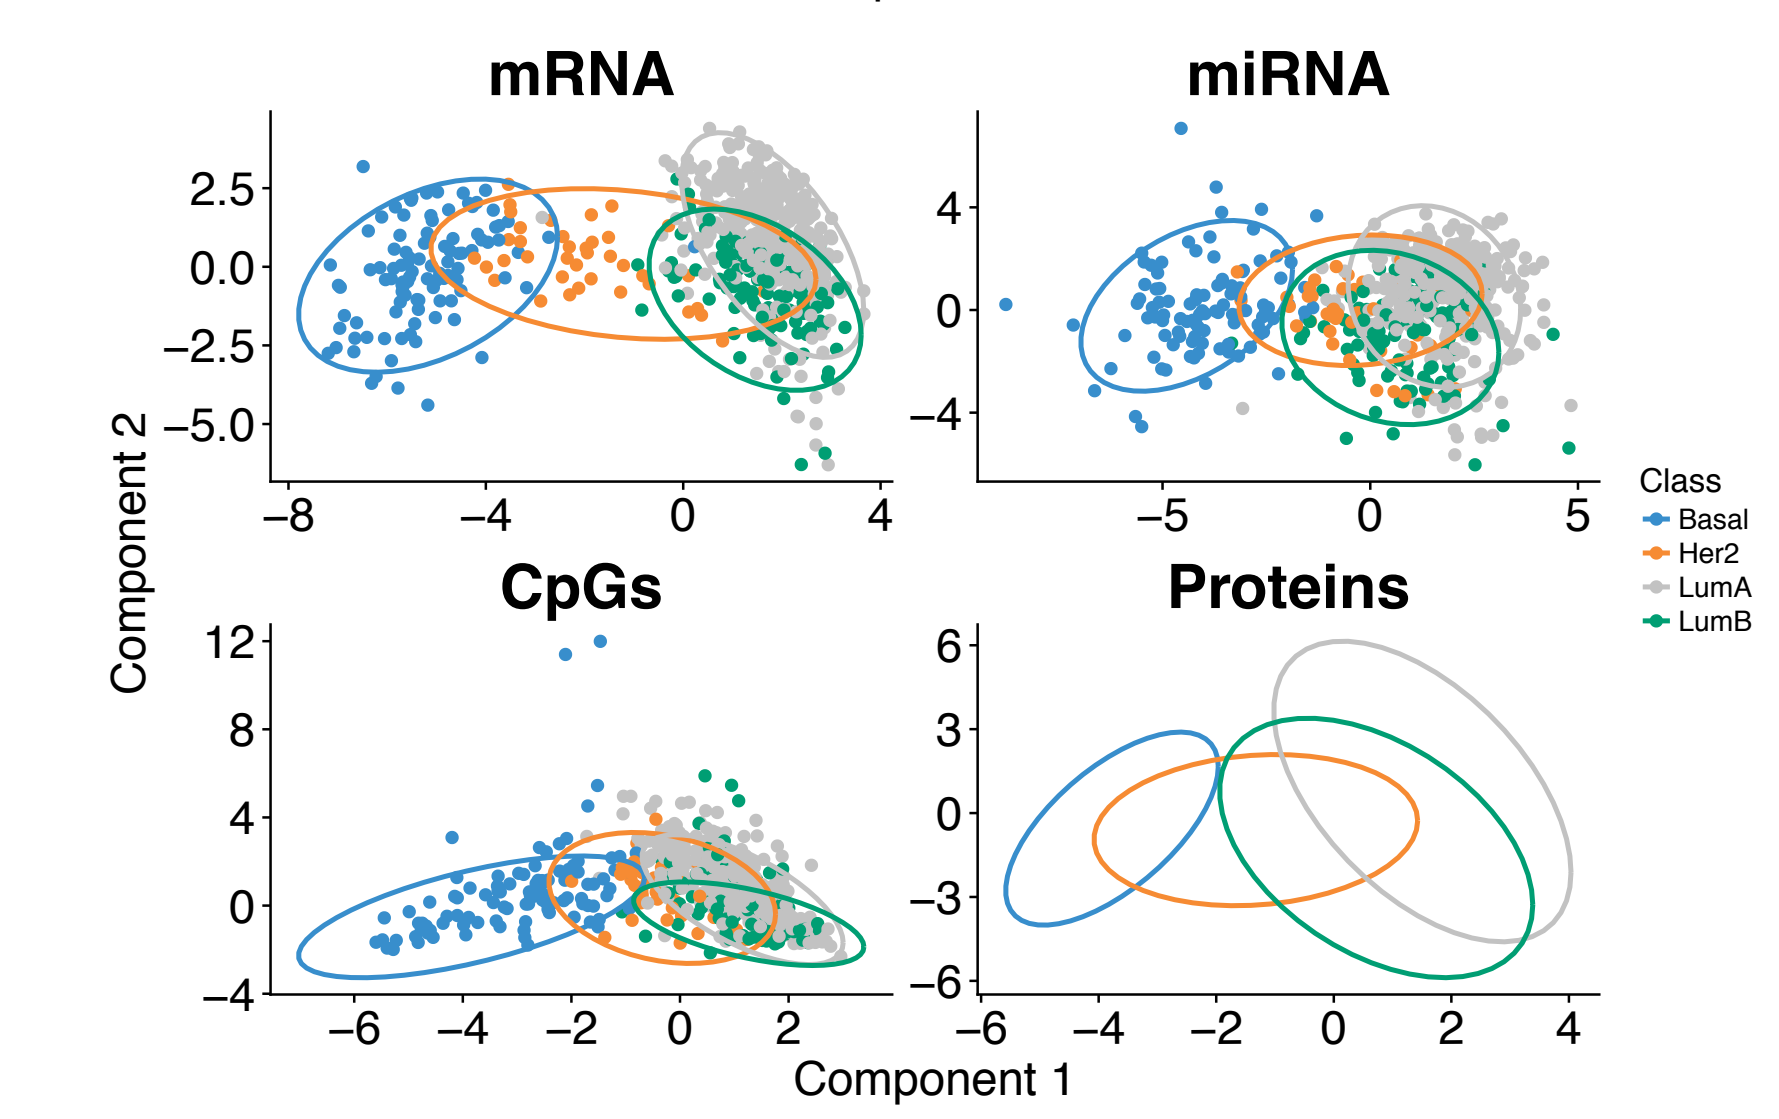 mRNA
miRNA
2.5
0.0
−2.5
−5.0
−8 −4 0 4
4
0
−4
−5 0 5
Component 2
CpGs
Proteins
12
8
4
0
−4
−6 −4 −2 0 2
6
3
0
−3
−6
−6 −4 −2 0 2 4
Component 1
Class
Basal
Her2
LumA
LumB